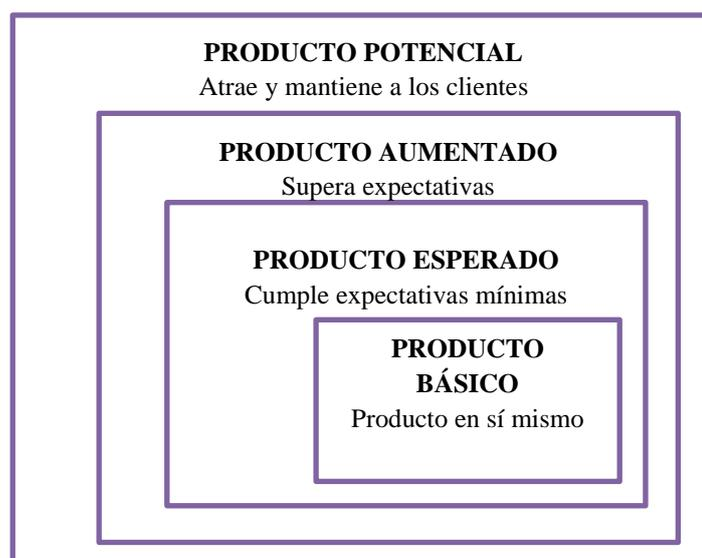 PRODUCTO POTENCIAL
Atrae y mantiene a los clientes
PRODUCTO AUMENTADO
Supera expectativas
PRODUCTO ESPERADO
Cumple expectativas mínimas
PRODUCTO
BÁSICO
Producto en sí mismo